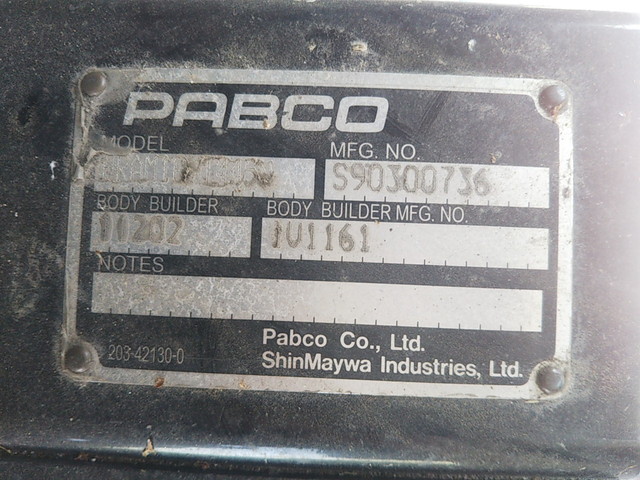 PABCO
MODEL MFG. NO.
S90300736
BODY BUILDER BODY BUILDER MFG. NO.
11202 1U1161
NOTES
203-42130-0 Pabco Co., Ltd.
ShinMaywa Industries, Ltd.